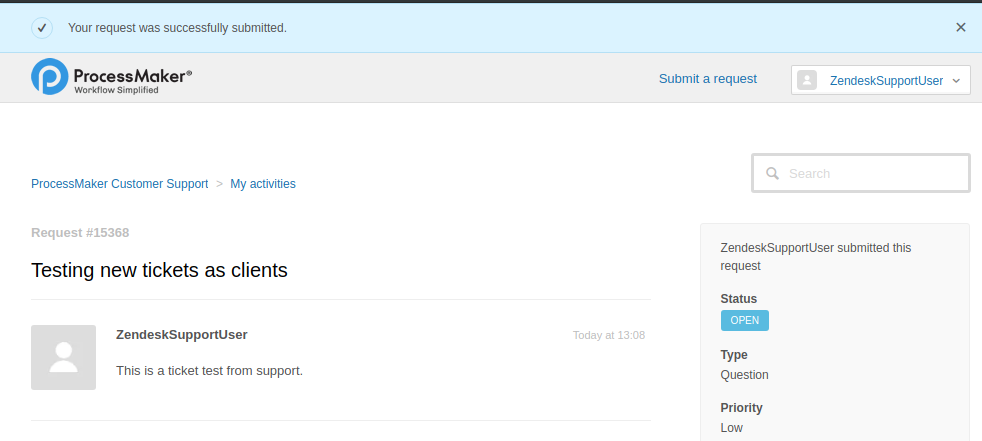 Your request was successfully submitted.
ProcessMaker®
Workflow Simplified
Submit a request
ZendeskSupportUser
ProcessMaker Customer Support > My activities
Search
Request #15368
Testing new tickets as clients
ZendeskSupportUser
Today at 13:08
This is a ticket test from support.
ZendeskSupportUser submitted this
request
Status
OPEN
Type
Question
Priority
Low